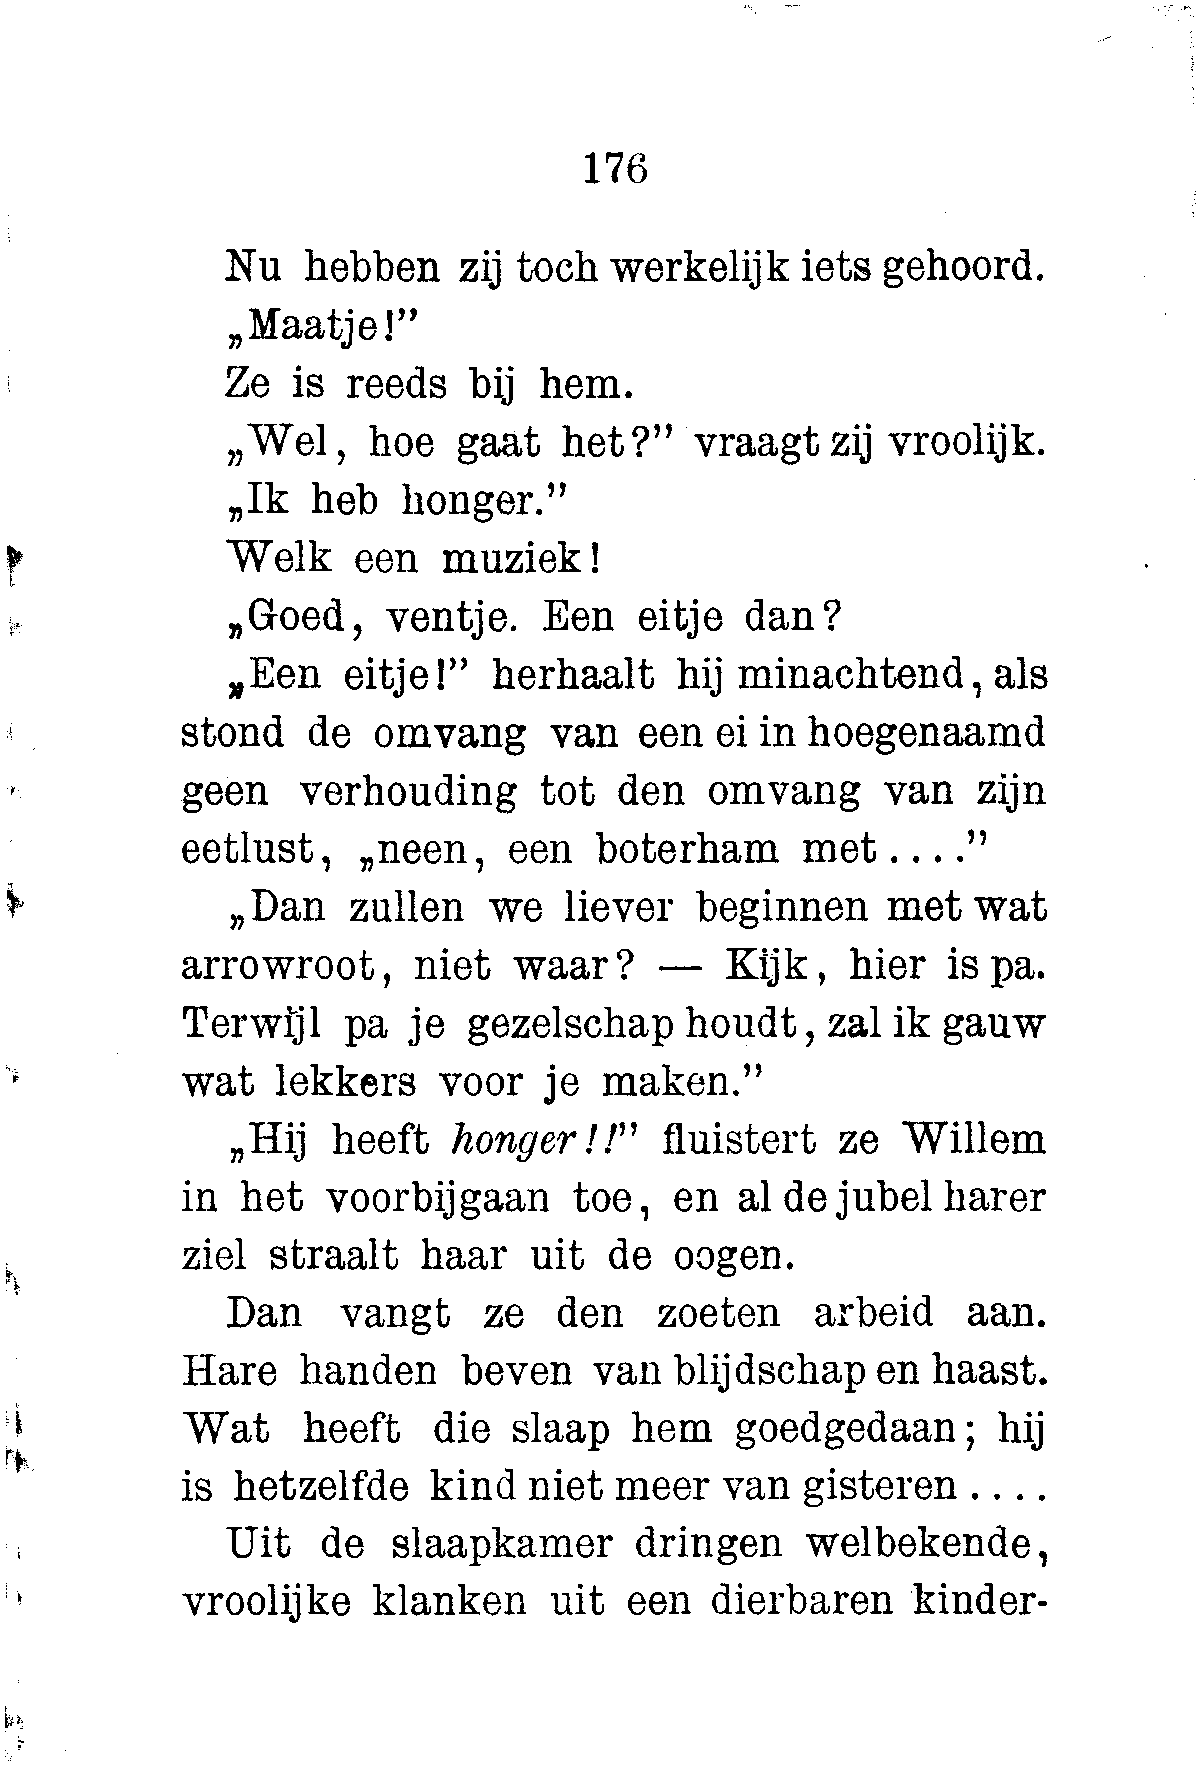 176
Nu hebben zij toch werkelijk iets gehoord.
„Maatje!”
Ze is reeds bij hem.
„Wel, hoe gaat het?” vraagt zij vroolijk.
„Ik heb honger.”
Welk een muziek!
„Goed, ventje. Een eitje dan?
„Een eitje!” herhaalt hij minachtend, als
stond de omvang van een ei in hoegenaamd
geen verhouding tot den omvang van zijn
eetlust, „neen, een boterham met....”
„Dan zullen we liever beginnen met wat
arrowroot, niet waar? — Kijk, hier is pa.
Terwijl pa je gezelschap houdt, zal ik gauw
wat lekkers voor je maken.”
„Hij heeft honger!!” fluistert ze Willem
in het voorbijgaan toe, en al de jubel harer
ziel straalt haar uit de oogen.
Dan vangt ze den zoeten arbeid aan.
Hare handen beven van blijdschap en haast.
Wat heeft die slaap hem goedgedaan; hij
is hetzelfde kind niet meer van gisteren....
Uit de slaapkamer dringen welbekende,
vroolijke klanken uit een dierbaren kinder-